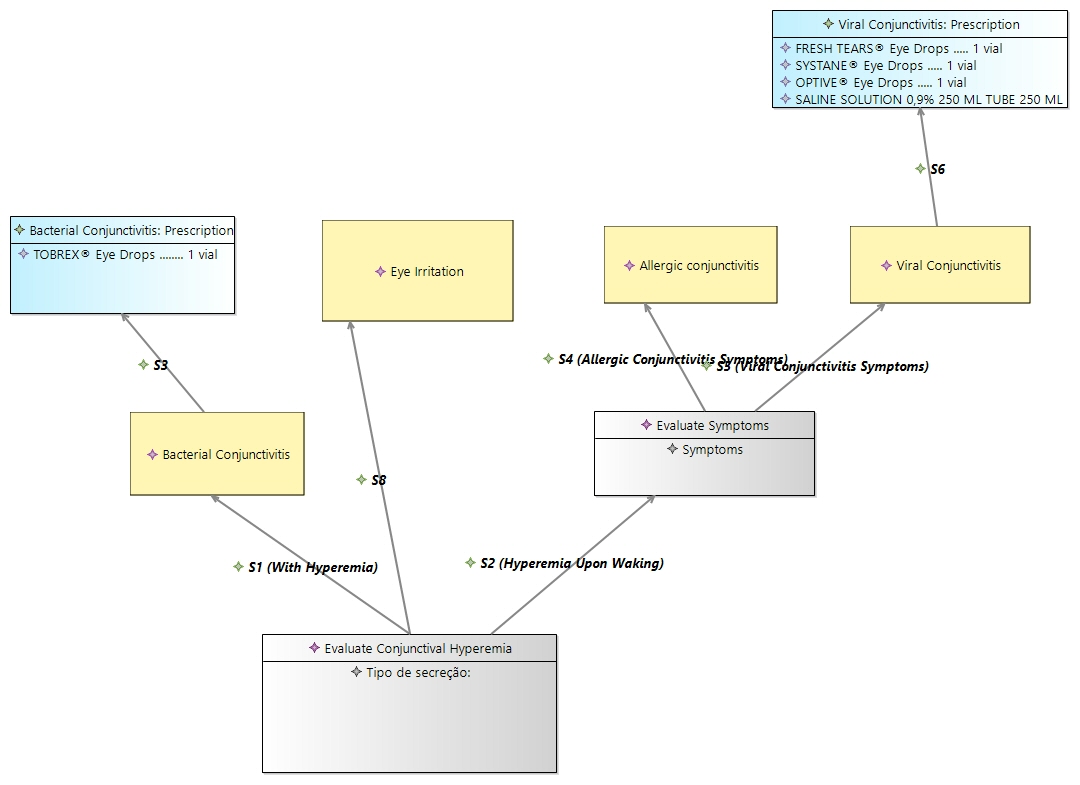 Viral Conjunctivitis: Prescription
FRESH TEARS® Eye Drops ..... 1 vial
SYSTANE® Eye Drops ..... 1 vial
OPTIVE® Eye Drops ..... 1 vial
SALINE SOLUTION 0,9% 250 ML TUBE 250 ML
S6
Bacterial Conjunctivitis: Prescription
TOBREX® Eye Drops ........ 1 vial
Eye Irritation
Allergic conjunctivitis
Viral Conjunctivitis
S3
S4 (Allergic Conjunctivitis Symptoms)
S5 (Viral Conjunctivitis Symptoms)
Bacterial Conjunctivitis
Evaluate Symptoms
Symptoms
S8
S1 (With Hyperemia)
S2 (Hyperemia Upon Waking)
Evaluate Conjunctival Hyperemia
Tipo de secreção: